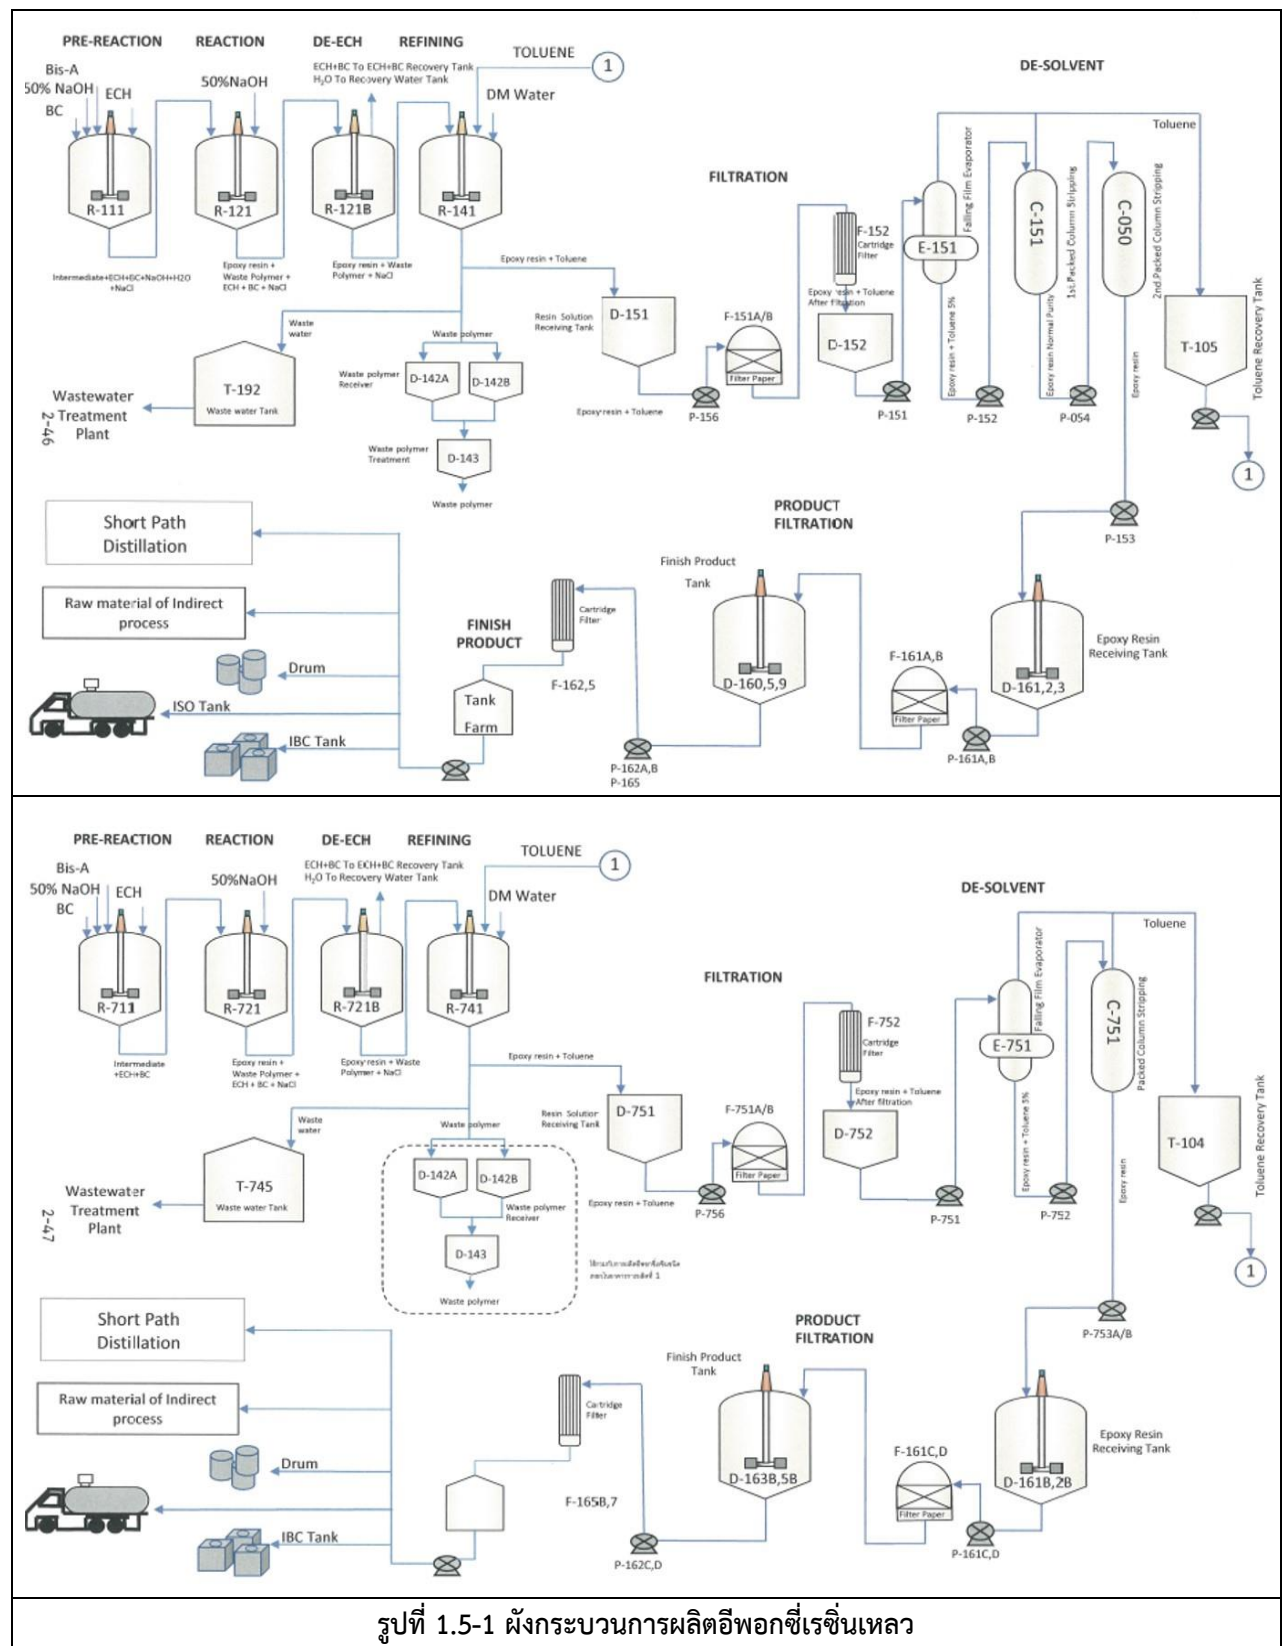 PRE-REACTION
REACTION
DE-ECH
REFINING
TOLUENE
1
Bis-A
50% NaOH
ECH
BC
50%NaOH
ECH+BC To ECH+BC Recovery Tank
H₂O To Recovery Water Tank
DM Water
DE-SOLVENT
R-111
R-121
R-121B
R-141
Intermediate+ECH+BC+NaOH+H2O
+NaCl
Epoxy resin +
Waste Polymer +
ECH + BC + NaCl
Epoxy resin + Waste
Polymer + NaCl
FILTRATION
Epoxy resin + Toluene
D-151
Resin Solution
Receiving Tank
F-151A/B
Filter Paper
F-152
Cartridge
Filter
Epoxy resin + Toluene
After filtration
D-152
Falling Film Evaporator
E-151
C-151
1st.Packed Column Stripping
C-050
2nd.Packed Column Stripping
Toluene
T-105
Toluene Recovery Tank
Epoxy resin + Toluene 5%
Epoxy resin Normal Purity
Epoxy resin
Waste
water
T-192
Waste water Tank
Wastewater
Treatment
Plant
2-46
Waste polymer
Waste polymer
Receiver
D-142A
D-142B
Waste polymer
Treatment
D-143
Waste polymer
Epoxy resin + Toluene
P-156
P-151
P-152
P-054
1
P-153
Short Path
Distillation
Raw material of Indirect
process
Drum
ISO Tank
IBC Tank
FINISH
PRODUCT
Tank
Farm
Cartridge
Filter
F-162,5
P-162A,B
P-165
Finish Product
Tank
D-160,5,9
PRODUCT
FILTRATION
F-161A,B
Filter Paper
P-161A,B
D-161,2,3
Epoxy Resin
Receiving Tank
PRE-REACTION
REACTION
DE-ECH
REFINING
TOLUENE
1
Bis-A
50% NaOH
ECH
BC
50%NaOH
ECH+BC To ECH+BC Recovery Tank
H₂O To Recovery Water Tank
DM Water
DE-SOLVENT
R-711
R-721
R-721B
R-741
Intermediate
+ECH+BC
Epoxy resin +
Waste Polymer +
ECH + BC + NaCl
Epoxy resin + Waste
Polymer + NaCl
FILTRATION
Epoxy resin + Toluene
D-751
Resin Solution
Receiving Tank
F-751A/B
Filter Paper
F-752
Cartridge
Filter
Epoxy resin + Toluene
After filtration
D-752
Falling Film Evaporator
E-751
C-751
Packed Column Stripping
Toluene
T-104
Toluene Recovery Tank
Epoxy resin + Toluene 5%
Epoxy resin
Waste
water
T-745
Waste water Tank
Wastewater
Treatment
Plant
2-47
Waste polymer
D-142A
D-142B
Waste polymer
Receiver
D-143
Waste polymer
Epoxy resin + Toluene
P-756
P-751
P-752
1
P-753A/B
Short Path
Distillation
Raw material of Indirect
process
Drum
IBC Tank
Cartridge
Filter
F-165B,7
P-162C,D
Finish Product
Tank
D-163B,5B
PRODUCT
FILTRATION
F-161C,D
Filter Paper
P-161C,D
D-161B,2B
Epoxy Resin
Receiving Tank
รูปที่ 1.5-1 ผังกระบวนการผลิตอีพอกซี่เรซิ่นเหลว